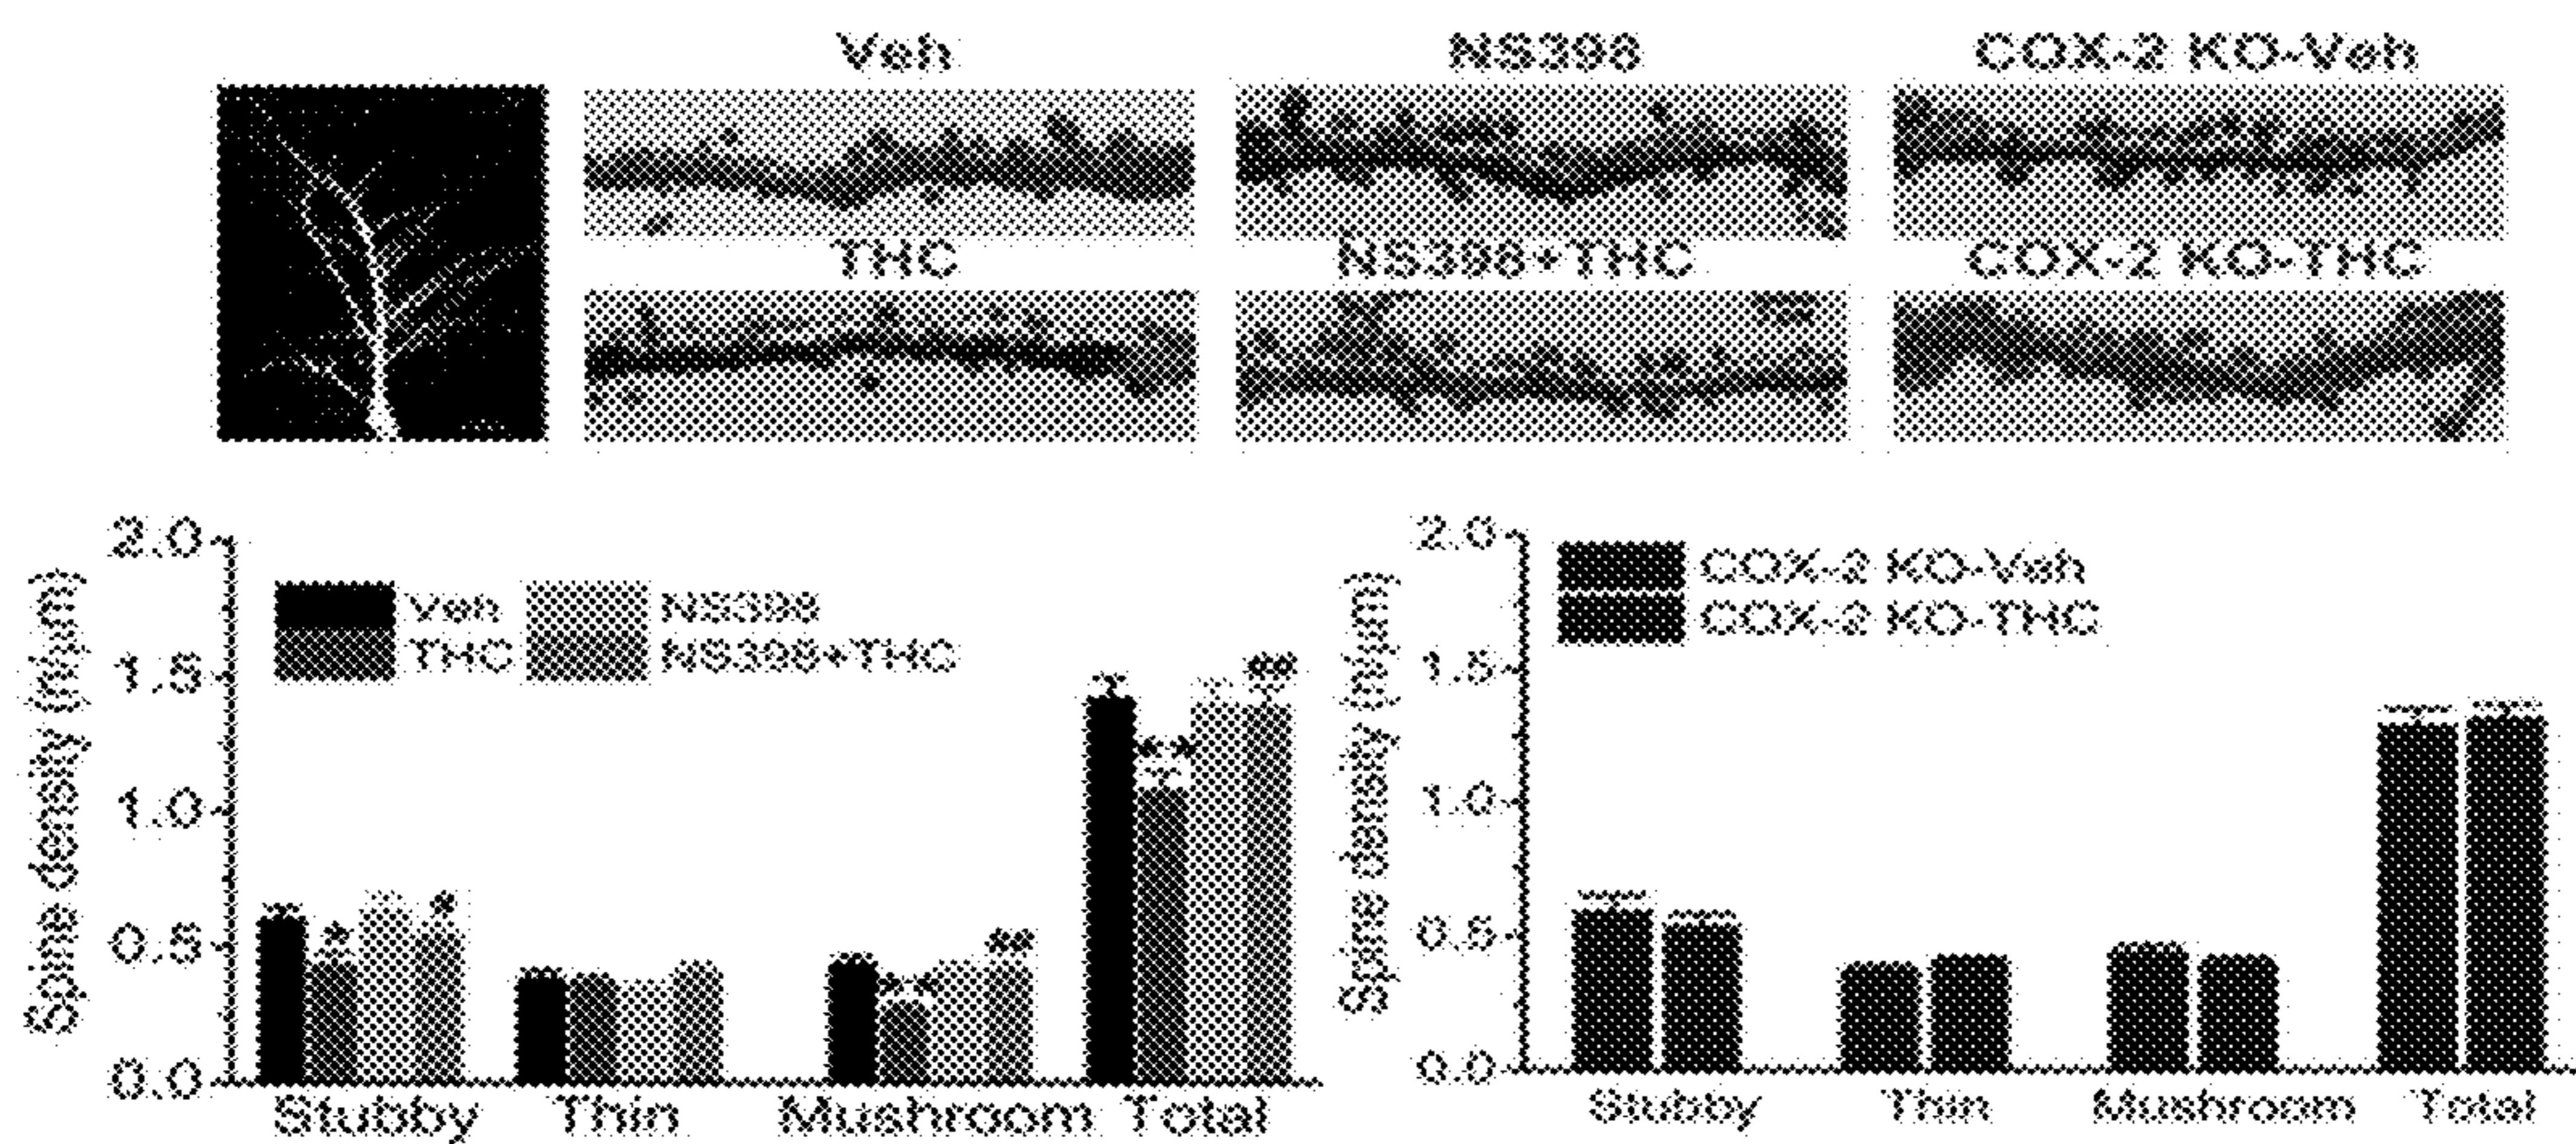 Veh
NS398
COX-2 KO-Veh
THC
NS398+THC
COX-2 KO-THC
Spine density (n/μm)
2.0
1.5
1.0
0.5
0.0
Veh
THC
NS398
NS398+THC
*
#
**
##
**
##
Stubby
Thin
Mushroom
Total
Spine density (n/μm)
2.0
1.5
1.0
0.5
0.0
COX-2 KO-Veh
COX-2 KO-THC
Stubby
Thin
Mushroom
Total